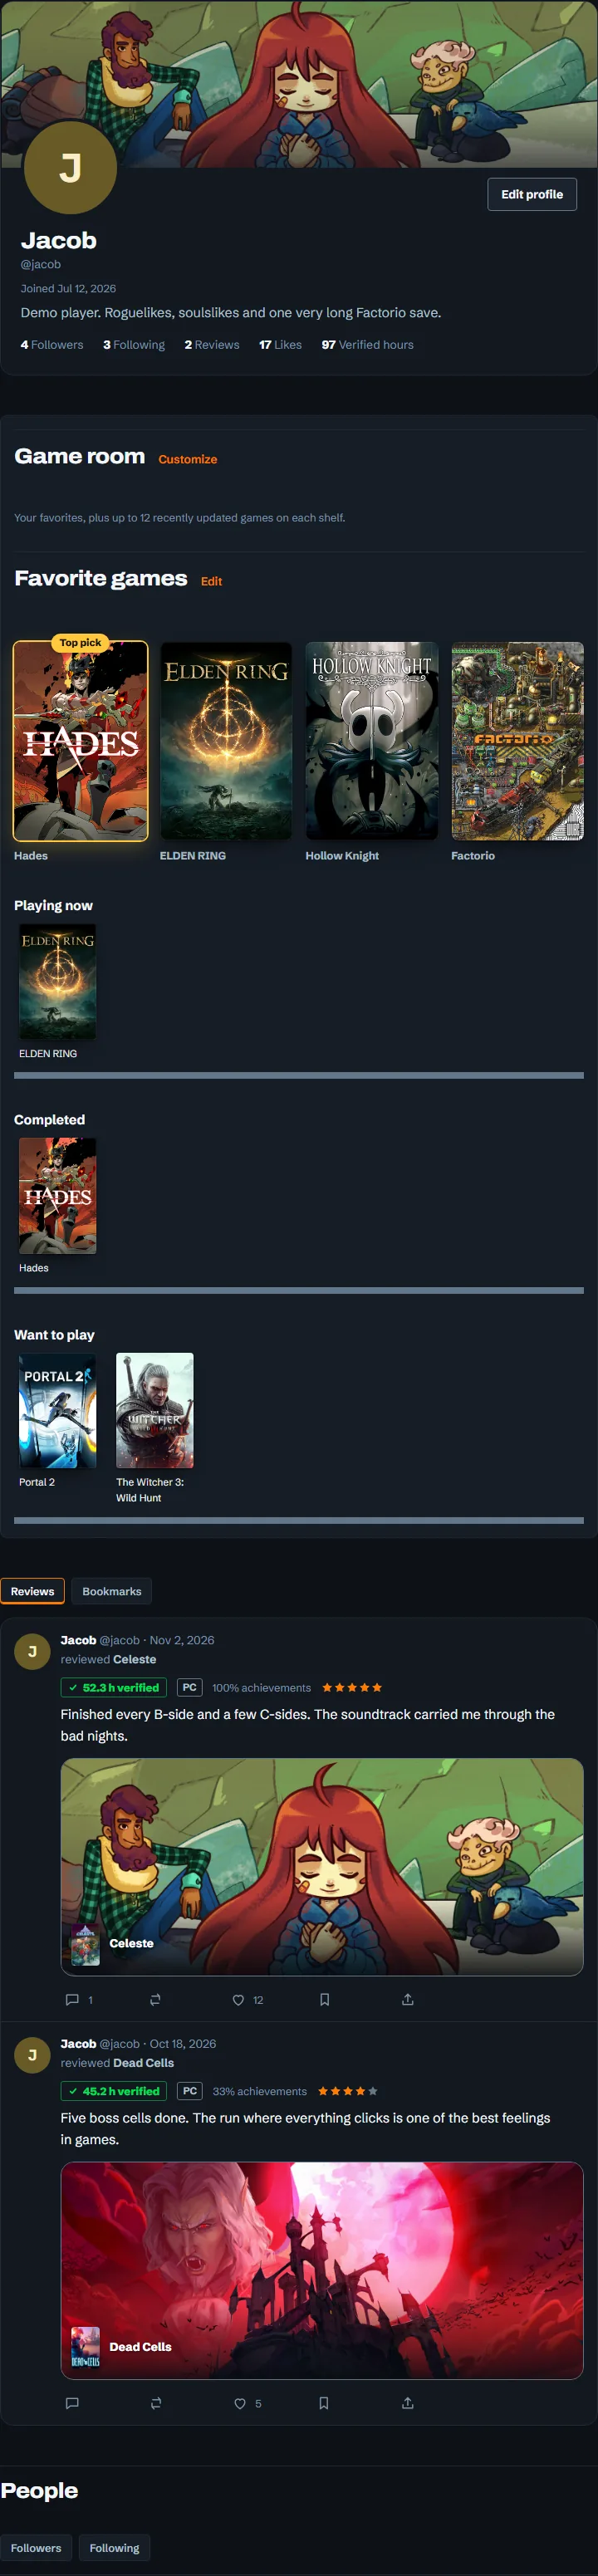 J
Edit profile
Jacob
@jacob
Joined Jul 12, 2026
Demo player. Roguelikes, soulslikes and one very long Factorio save.
4 Followers 3 Following 2 Reviews 17 Likes 97 Verified hours
Game room Customize
Your favorites, plus up to 12 recently updated games on each shelf.
Favorite games Edit
Top pick
HADES
ELDEN RING
HOLLOW KNIGHT
FACTORIO
Hades
ELDEN RING
Hollow Knight
Factorio
Playing now
ELDEN RING
ELDEN RING
Completed
HADES
Hades
Want to play
PORTAL 2
THE WITCHER
WILD HUNT
Portal 2
The Witcher 3:
Wild Hunt
Reviews Bookmarks
J
Jacob @jacob · Nov 2, 2026
reviewed Celeste
52.3 h verified PC 100% achievements
Finished every B-side and a few C-sides. The soundtrack carried me through the
bad nights.
CELESTE
Celeste
1 12
J
Jacob @jacob · Oct 18, 2026
reviewed Dead Cells
45.2 h verified PC 33% achievements
Five boss cells done. The run where everything clicks is one of the best feelings
in games.
DEAD CELLS
Dead Cells
5
People
Followers Following